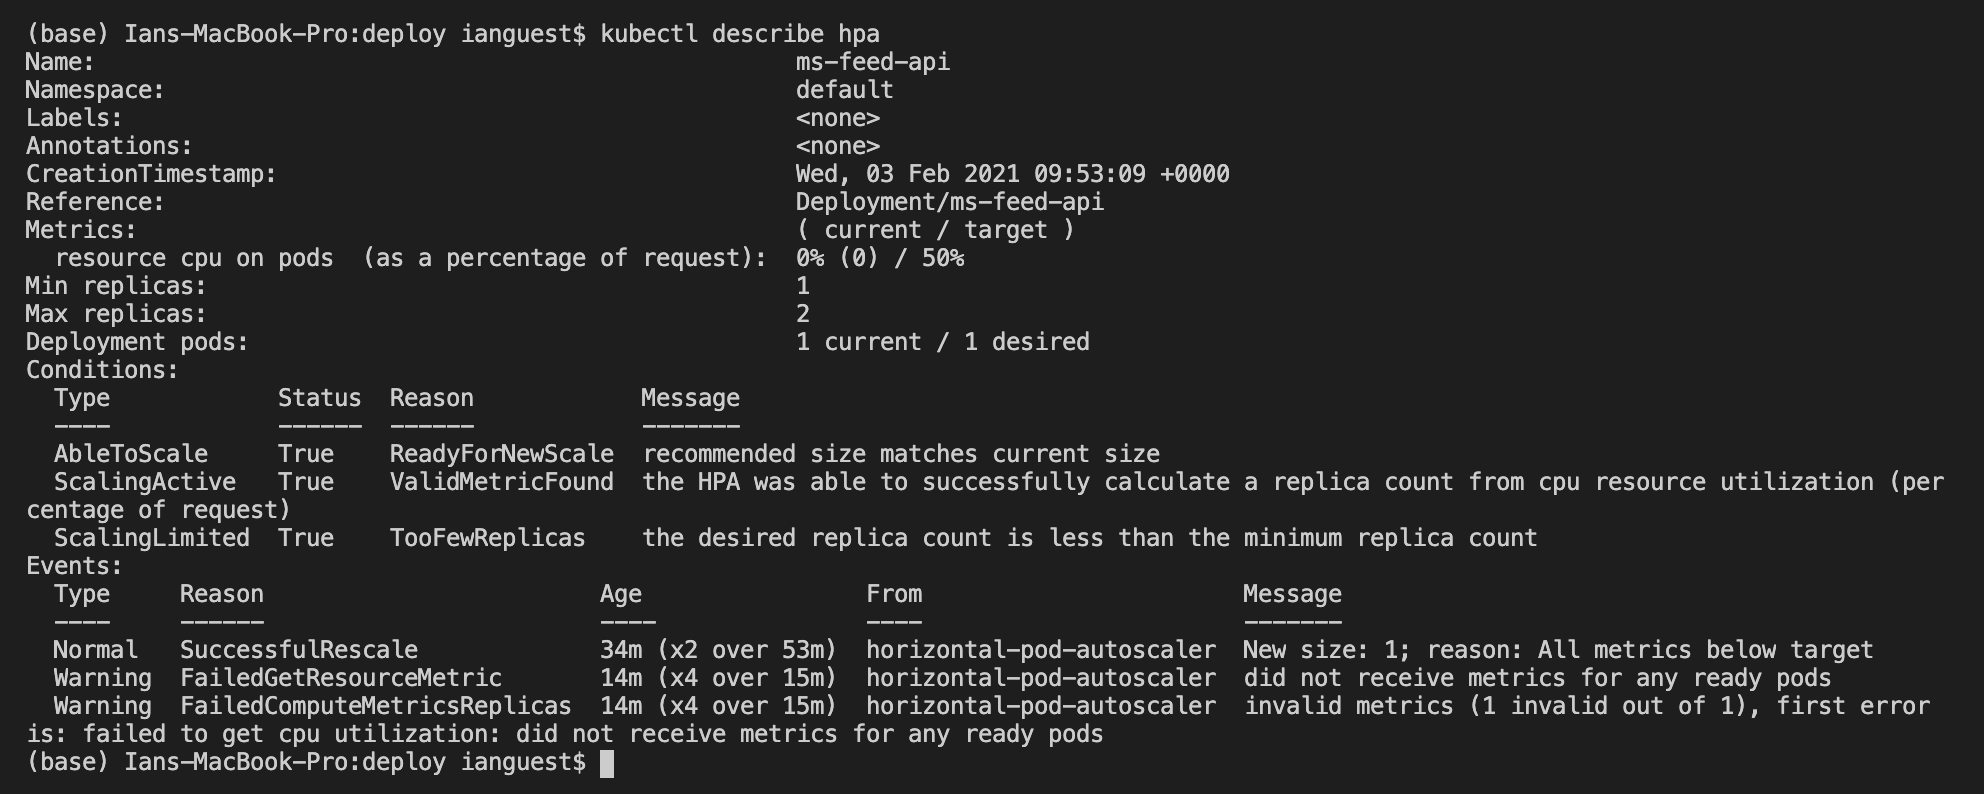 (base) Ians-MacBook-Pro:deploy ianguest$ kubectl describe hpa
Name:                                                  ms-feed-api
Namespace:                                             default
Labels:                                                <none>
Annotations:                                           <none>
CreationTimestamp:                                     Wed, 03 Feb 2021 09:53:09 +0000
Reference:                                             Deployment/ms-feed-api
Metrics:                                               ( current / target )
  resource cpu on pods  (as a percentage of request):  0% (0) / 50%
Min replicas:                                          1
Max replicas:                                          2
Deployment pods:                                       1 current / 1 desired
Conditions:
  Type            Status  Reason            Message
  ----            ------  ------            -------
  AbleToScale     True    ReadyForNewScale  recommended size matches current size
  ScalingActive   True    ValidMetricFound  the HPA was able to successfully calculate a replica count from cpu resource utilization (per
centage of request)
  ScalingLimited  True    TooFewReplicas    the desired replica count is less than the minimum replica count
Events:
  Type     Reason                        Age                From                       Message
  ----     ------                        ----               ----                       -------
  Normal   SuccessfulRescale             34m (x2 over 53m)  horizontal-pod-autoscaler  New size: 1; reason: All metrics below target
  Warning  FailedGetResourceMetric       14m (x4 over 15m)  horizontal-pod-autoscaler  did not receive metrics for any ready pods
  Warning  FailedComputeMetricsReplicas  14m (x4 over 15m)  horizontal-pod-autoscaler  invalid metrics (1 invalid out of 1), first error
is: failed to get cpu utilization: did not receive metrics for any ready pods
(base) Ians-MacBook-Pro:deploy ianguest$